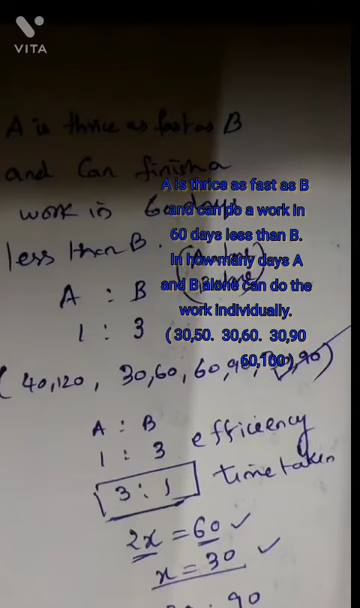 VITA
A is thrice as fast as B
and can finish a
work in 60 days
less than B.
A is thrice as fast as B
and can do a work in
60 days less than B.
In how many days A
and B alone can do the
work individually.
(30,50. 30,60. 30,90
60,100)
A : B
1 : 3
(40,120, 30,60, 60,90,
A : B
1 : 3 efficiency
3 : 1 time taken
2x = 60 ✓
x = 30 ✓
90